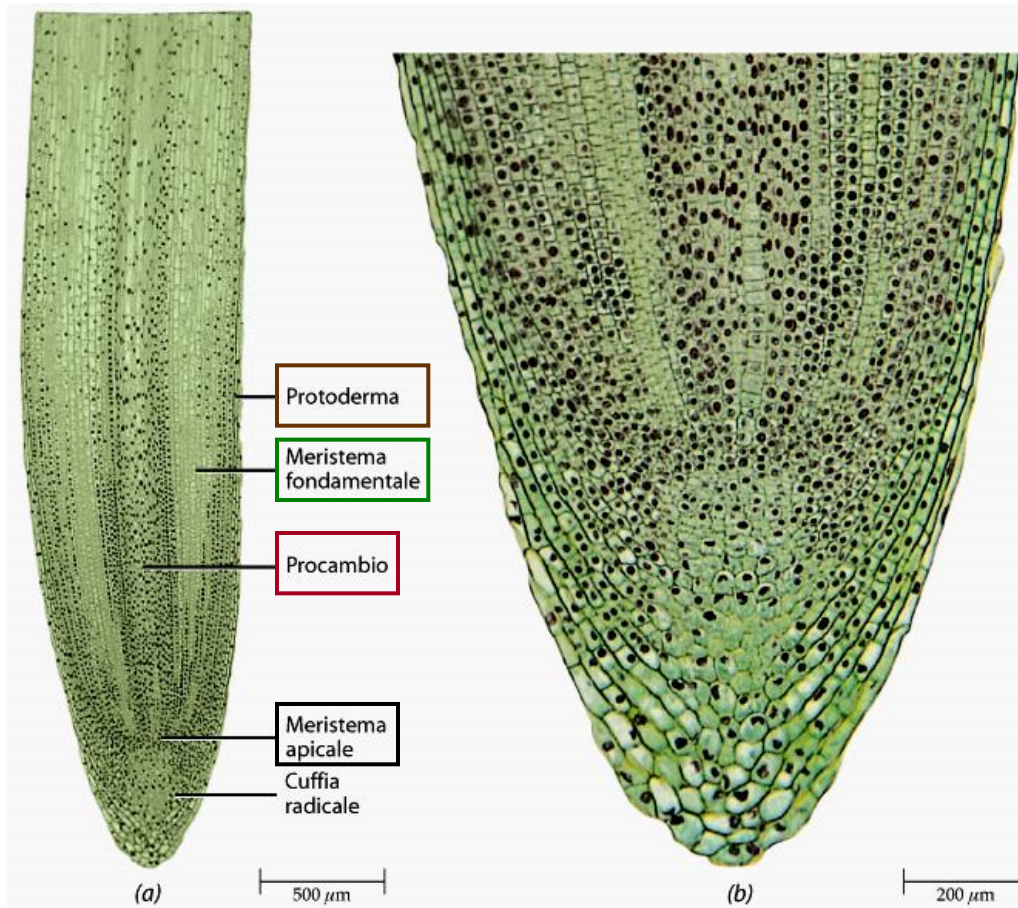 Protoderma
Meristema
fondamentale
Procambio
Meristema
apicale
Cuffia
radicale
(a)
500 μm
(b)
200 μm